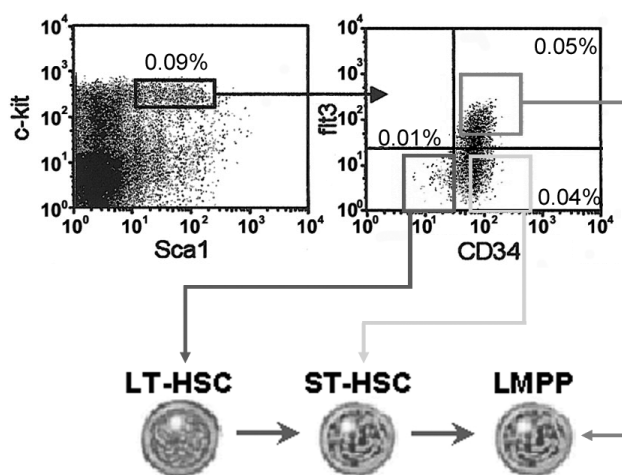 c-kit
10⁴
10³
10²
10¹
10⁰
0.09%
10⁰ 10¹ 10² 10³ 10⁴
Sca1
flt3
10⁴
10³
10²
10¹
10⁰
0.05%
0.01%
0.04%
10⁰ 10¹ 10² 10³ 10⁴
CD34
LT-HSC ST-HSC LMPP